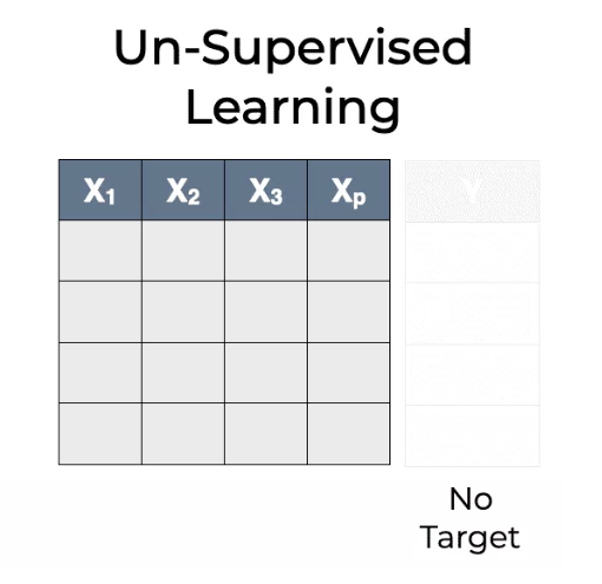 Un-Supervised
Learning
X₁ X₂ X₃ Xₚ Y
No
Target